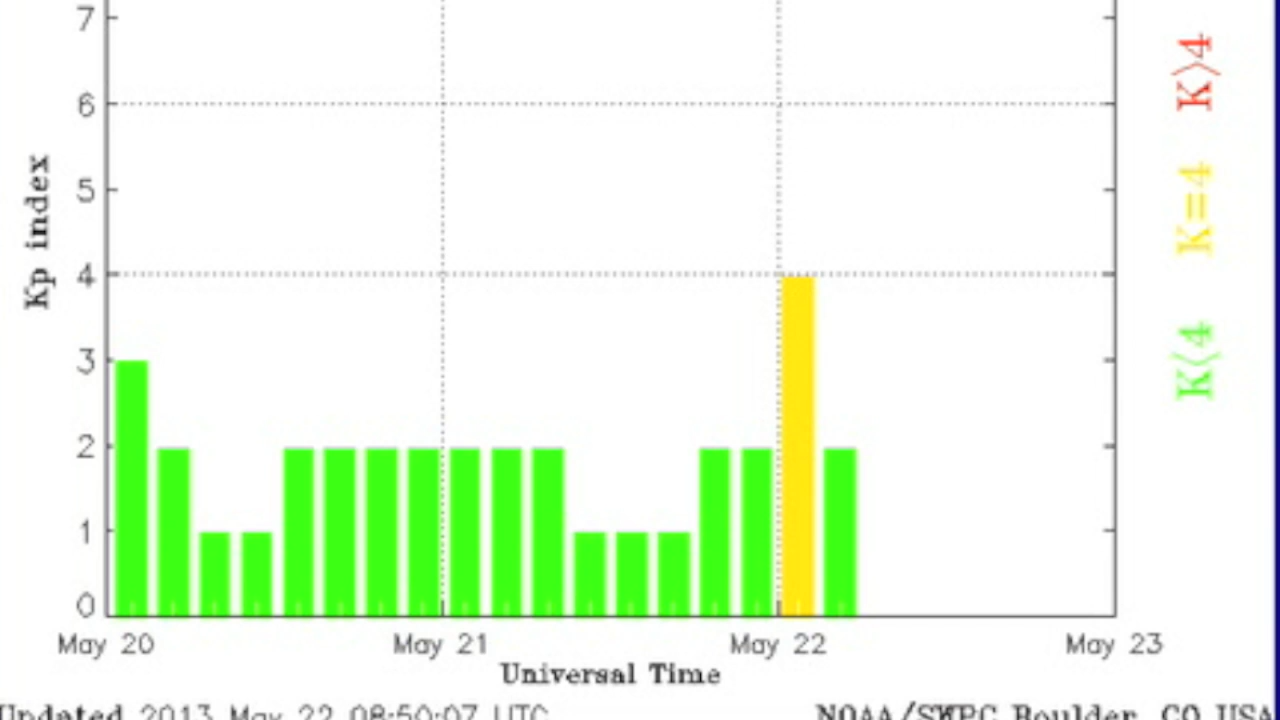 7
6
5
4
3
2
1
0
Kp index
May 20 May 21 May 22 May 23
Universal Time
K>4
K=4
K<4
Updated 2013 May 22 08:50:07 UTC NOAA/SWPC Boulder, CO USA